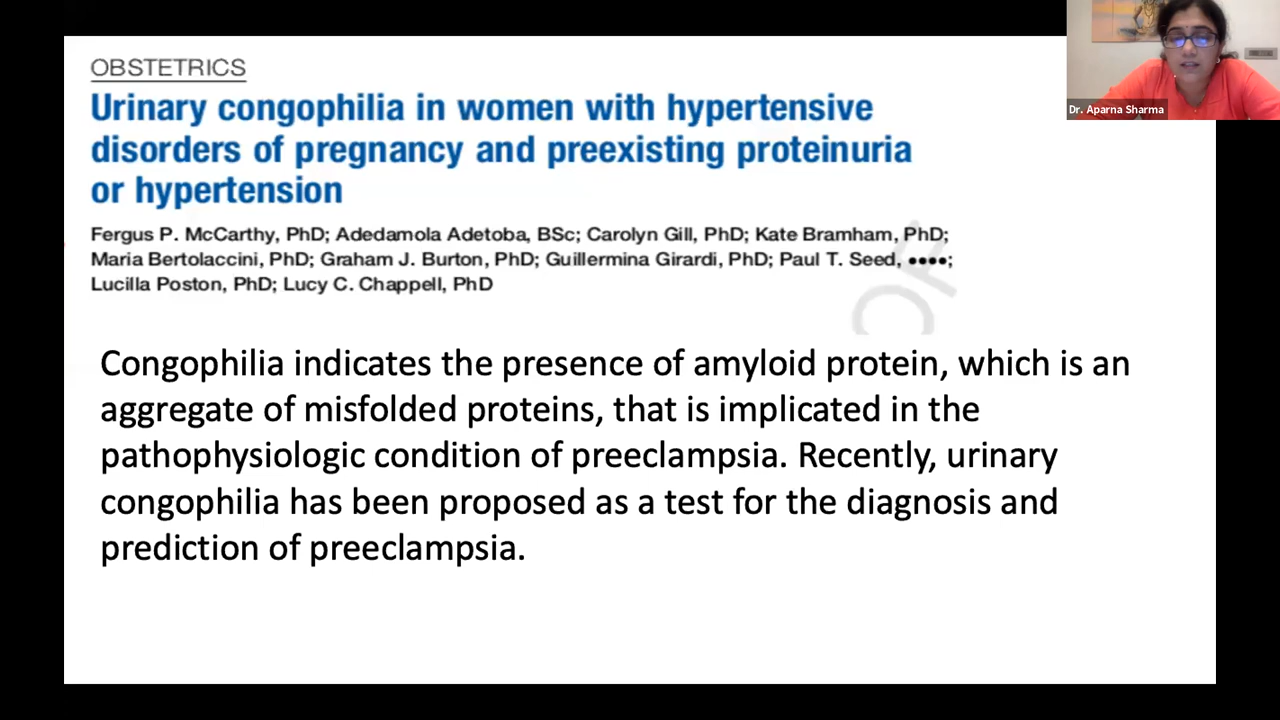 OBSTETRICS
Urinary congophilia in women with hypertensive
disorders of pregnancy and preexisting proteinuria
or hypertension
Fergus P. McCarthy, PhD; Adedamola Adetoba, BSc; Carolyn Gill, PhD; Kate Bramham, PhD;
Maria Bertolaccini, PhD; Graham J. Burton, PhD; Guillermina Girardi, PhD; Paul T. Seed, ••••;
Lucilla Poston, PhD; Lucy C. Chappell, PhD
Congophilia indicates the presence of amyloid protein, which is an
aggregate of misfolded proteins, that is implicated in the
pathophysiologic condition of preeclampsia. Recently, urinary
congophilia has been proposed as a test for the diagnosis and
prediction of preeclampsia.
Dr. Aparna Sharma